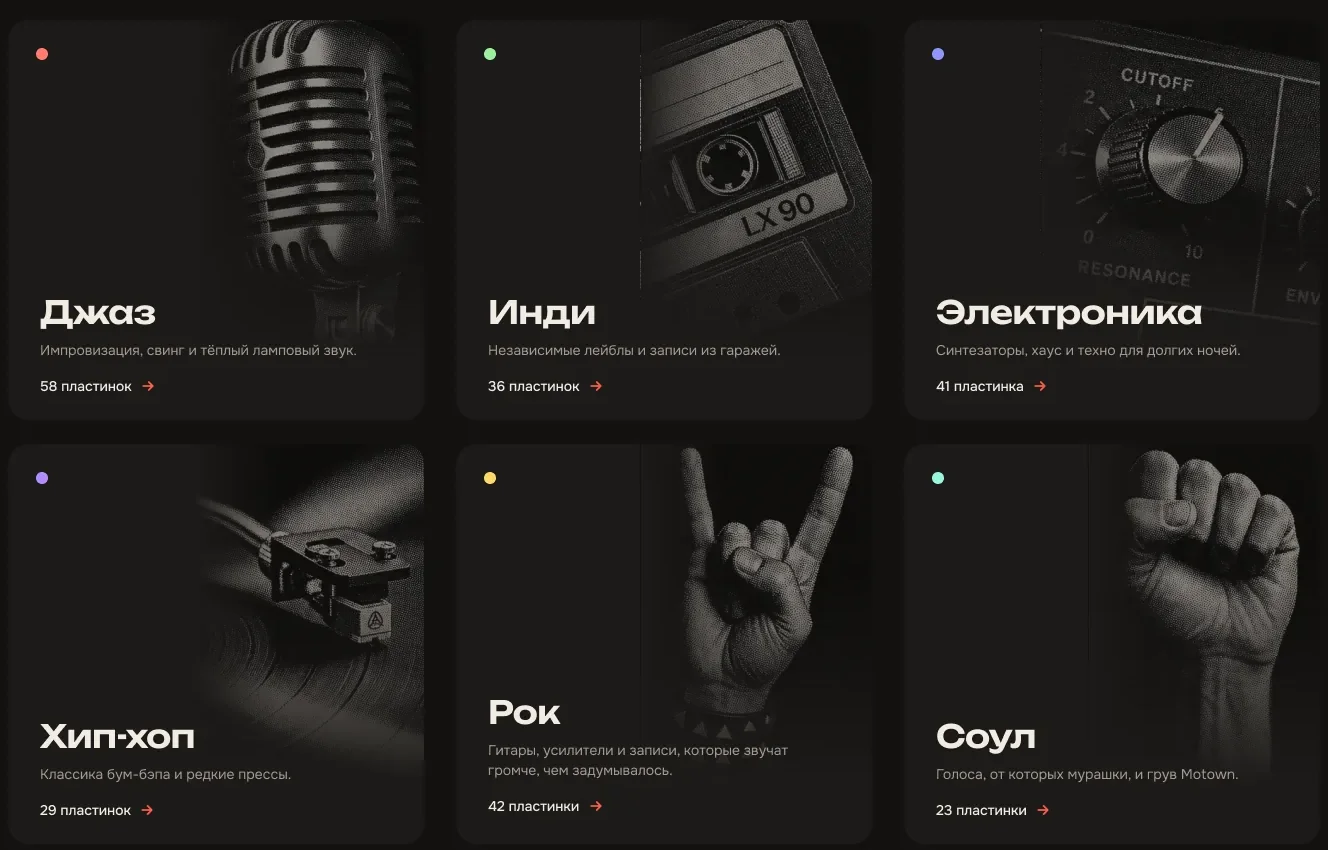 Джаз
Импровизация, свинг и тёплый ламповый звук.
58 пластинок →
LX 90
Инди
Независимые лейблы и записи из гаражей.
36 пластинок →
CUTOFF
2
6
4
0
10
RESONANCE
ENV
Электроника
Синтезаторы, хаус и техно для долгих ночей.
41 пластинка →
Хип-хоп
Классика бум-бэпа и редкие прессы.
29 пластинок →
Рок
Гитары, усилители и записи, которые звучат
громче, чем задумывалось.
42 пластинки →
Соул
Голоса, от которых мурашки, и грув Motown.
23 пластинки →